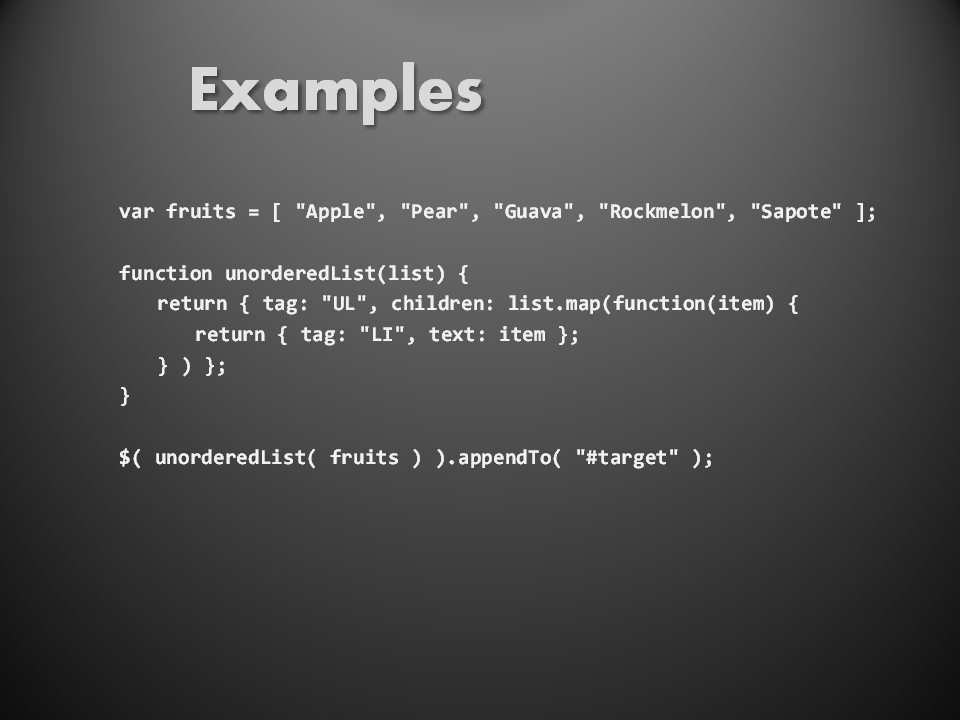 Examples
var fruits = [ "Apple", "Pear", "Guava", "Rockmelon", "Sapote" ];
function unorderedList(list) {
return { tag: "UL", children: list.map(function(item) {
return { tag: "LI", text: item };
} ) };
}
$( unorderedList( fruits ) ).appendTo( "#target" );